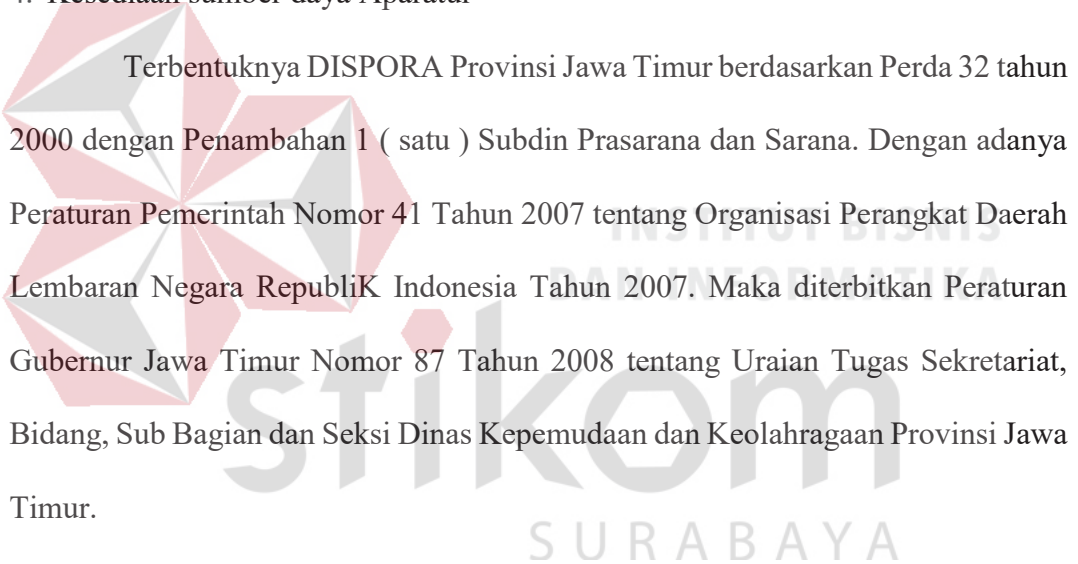 4. Kesediaan sumber daya Aparatur
Terbentuknya DISPORA Provinsi Jawa Timur berdasarkan Perda 32 tahun
2000 dengan Penambahan 1 ( satu ) Subdin Prasarana dan Sarana. Dengan adanya
Peraturan Pemerintah Nomor 41 Tahun 2007 tentang Organisasi Perangkat Daerah
INSTITUT BISNIS
Lembaran Negara RepubliK Indonesia Tahun 2007. Maka diterbitkan Peraturan
DAN INFORMATIKA
Gubernur Jawa Timur Nomor 87 Tahun 2008 tentang Uraian Tugas Sekretariat,
Bidang, Sub Bagian dan Seksi Dinas Kepemudaan dan Keolahragaan Provinsi Jawa
stikom
Timur.
SURABAYA